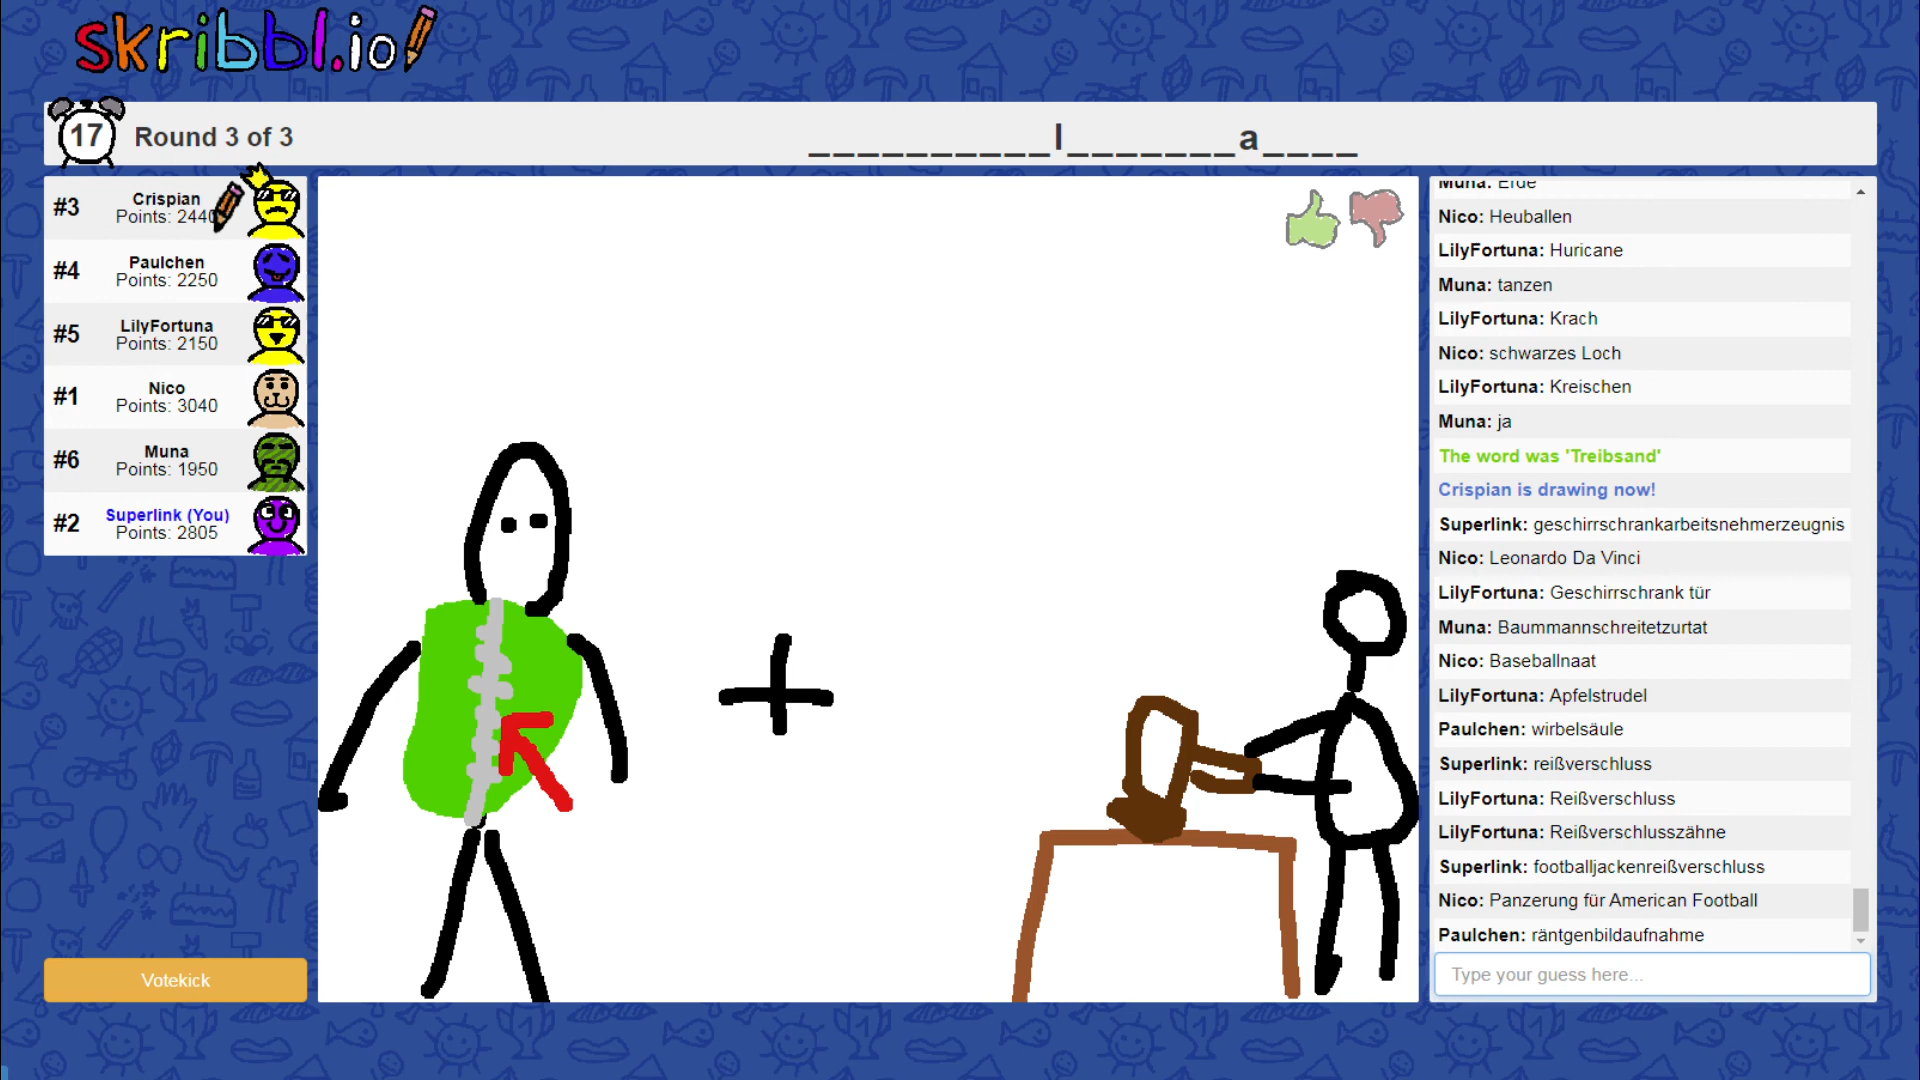 skribbl.io
17
Round 3 of 3
__________l_______a____
#3 Crispian
Points: 2440
#4 Paulchen
Points: 2250
#5 LilyFortuna
Points: 2150
#1 Nico
Points: 3040
#6 Muna
Points: 1950
#2 Superlink (You)
Points: 2805
Votekick
Muna: Erde
Nico: Heuballen
LilyFortuna: Huricane
Muna: tanzen
LilyFortuna: Krach
Nico: schwarzes Loch
LilyFortuna: Kreischen
Muna: ja
The word was 'Treibsand'
Crispian is drawing now!
Superlink: geschirrschrankarbeitsnehmerzeugnis
Nico: Leonardo Da Vinci
LilyFortuna: Geschirrschrank tür
Muna: Baummannschreitetzurtat
Nico: Baseballnaat
LilyFortuna: Apfelstrudel
Paulchen: wirbelsäule
Superlink: reißverschluss
LilyFortuna: Reißverschluss
LilyFortuna: Reißverschlusszähne
Superlink: footballjackenreißverschluss
Nico: Panzerung für American Football
Paulchen: räntgenbildaufnahme
Type your guess here...